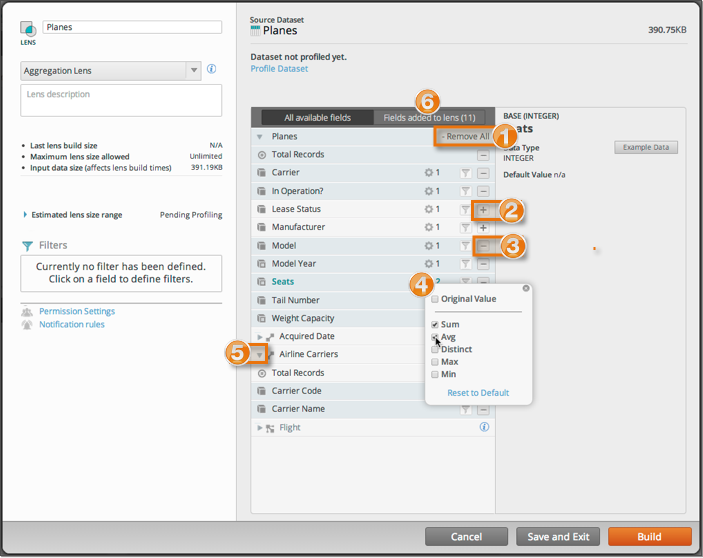 Planes
LENS
Aggregation Lens
Lens description
• Last lens build size N/A
• Maximum lens size allowed Unlimited
• Input data size (affects lens build times) 391.19KB
Estimated lens size range Pending Profiling
Filters
Currently no filter has been defined.
Click on a field to define filters.
Permission Settings
Notification rules
Source Dataset
Planes 390.75KB
Dataset not profiled yet.
Profile Dataset
6
All available fields Fields added to lens (11)
Planes - Remove All 1
Total Records
Carrier 1
In Operation? 1
Lease Status 1 + 2
Manufacturer 1 +
Model 1 − 3
Model Year 1
Seats 2
4
Tail Number
Weight Capacity
Acquired Date
5 Airline Carriers
Total Records
Carrier Code
Carrier Name
Flight
Original Value
Sum
Avg
Distinct
Max
Min
Reset to Default
BASE (INTEGER)
ats
Data Type
INTEGER
Example Data
Default Value n/a
Cancel Save and Exit Build